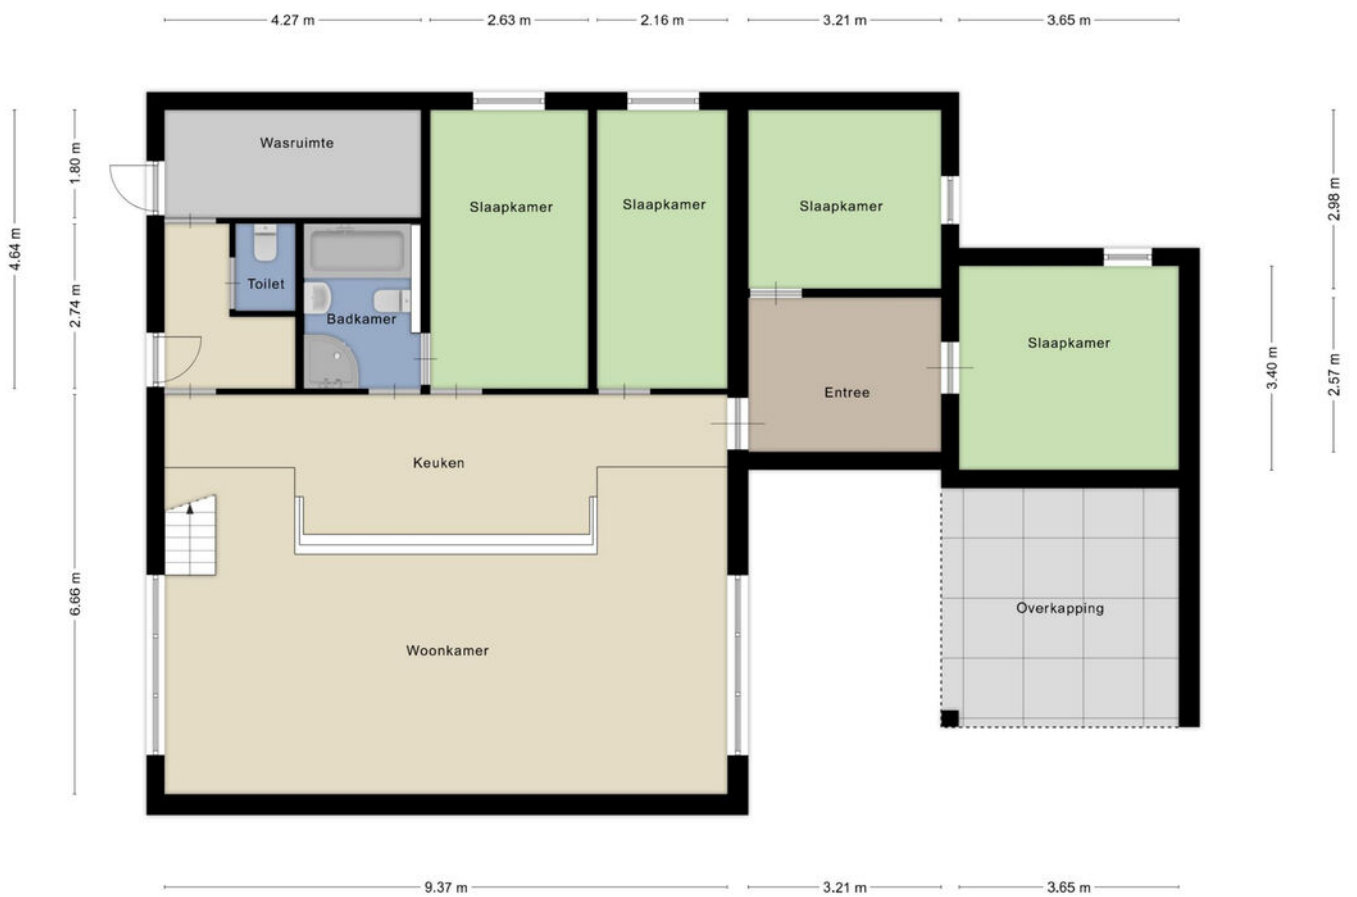 4.27 m
2.63 m
2.16 m
3.21 m
3.65 m
1.80 m
4.64 m
2.74 m
6.66 m
2.98 m
3.40 m
2.57 m
Wasruimte
Slaapkamer
Slaapkamer
Slaapkamer
Toilet
Badkamer
Slaapkamer
Entree
Keuken
Overkapping
Woonkamer
9.37 m
3.21 m
3.65 m